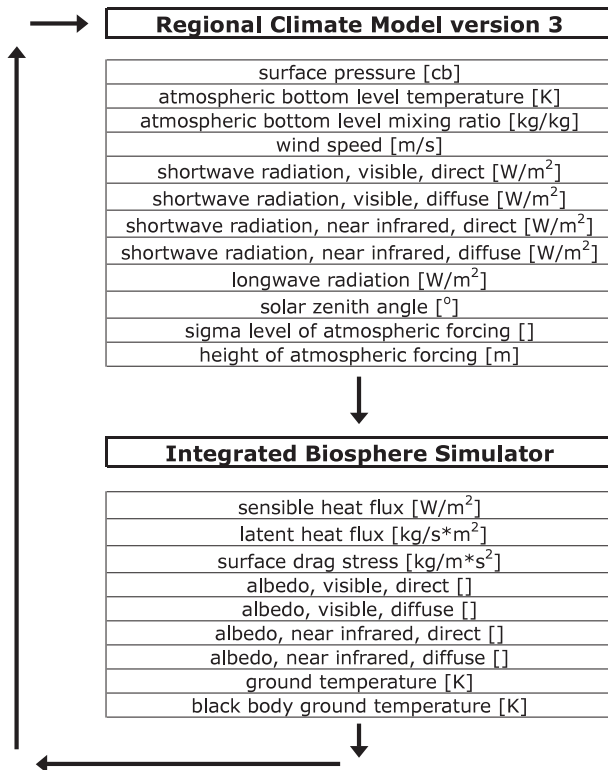 Regional Climate Model version 3
surface pressure [cb]
atmospheric bottom level temperature [K]
atmospheric bottom level mixing ratio [kg/kg]
wind speed [m/s]
shortwave radiation, visible, direct [W/m²]
shortwave radiation, visible, diffuse [W/m²]
shortwave radiation, near infrared, direct [W/m²]
shortwave radiation, near infrared, diffuse [W/m²]
longwave radiation [W/m²]
solar zenith angle [°]
sigma level of atmospheric forcing []
height of atmospheric forcing [m]
Integrated Biosphere Simulator
sensible heat flux [W/m²]
latent heat flux [kg/s*m²]
surface drag stress [kg/m*s²]
albedo, visible, direct []
albedo, visible, diffuse []
albedo, near infrared, direct []
albedo, near infrared, diffuse []
ground temperature [K]
black body ground temperature [K]